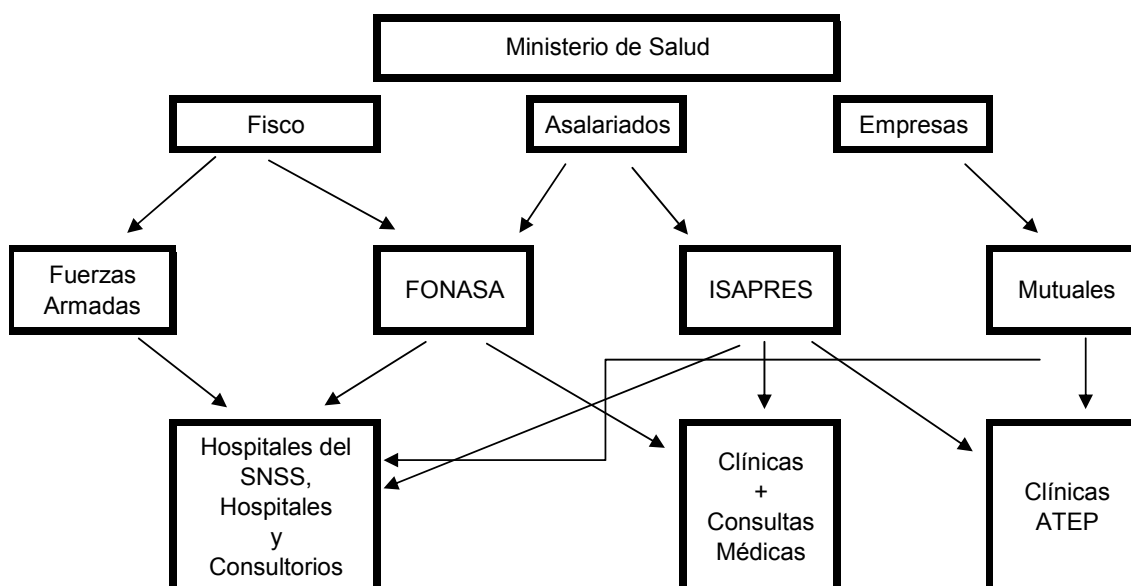 Ministerio de Salud
Fisco
Asalariados
Empresas
Fuerzas
Armadas
FONASA
ISAPRES
Mutuales
Hospitales del
SNSS,
Hospitales
y
Consultorios
Clínicas
+
Consultas
Médicas
Clínicas
ATEP